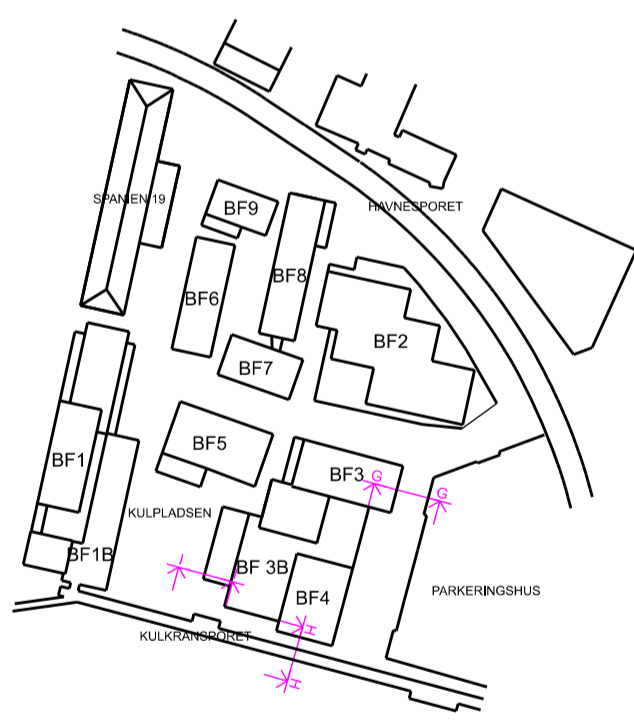 SPANIEN 19
BF9
HAVNESPORET
BF8
BF6
BF2
BF7
BF5
BF1
BF3
G
G
KULPLADSEN
BF1B
BF 3B
I
I
BF4
PARKERINGSHUS
H
KULKRANSPORET
H